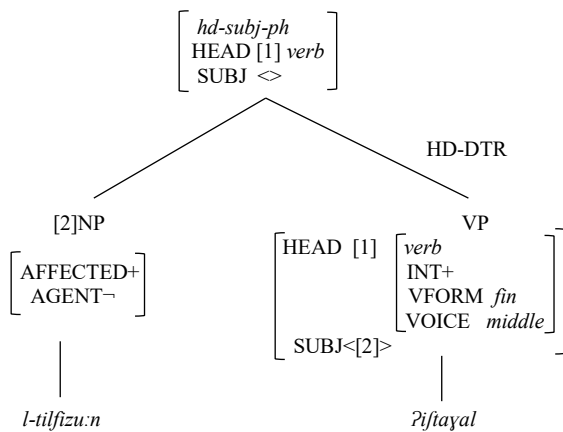 hd-subj-ph
HEAD [1] verb
SUBJ <>
HD-DTR
[2]NP
VP
AFFECTED+
AGENT¬
HEAD [1] verb
INT+
VFORM fin
VOICE middle
SUBJ<[2]>
l-tilfizu:n
ʔiʃtaɣal